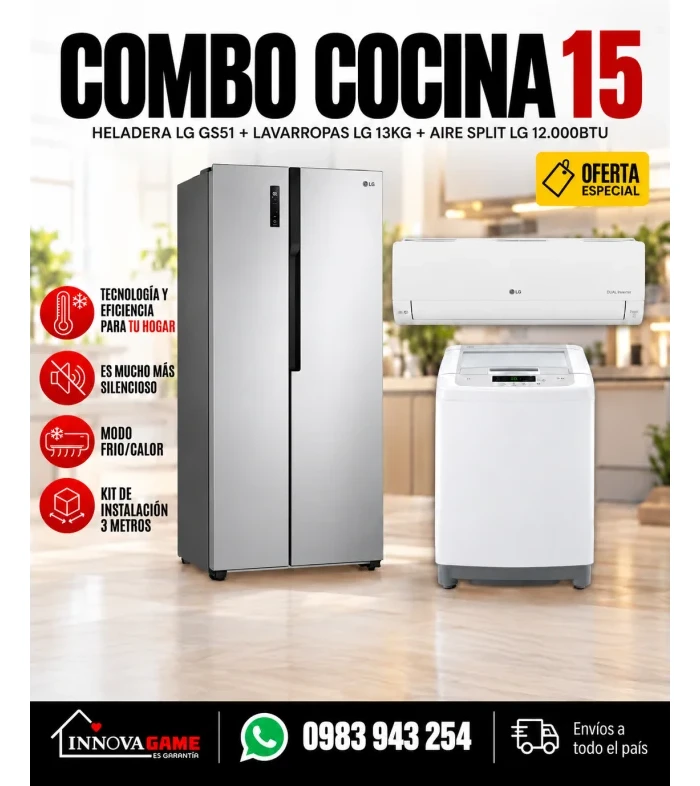 COMBO COCINA 15
HELADERA LG GS51 + LAVARROPAS LG 13KG + AIRE SPLIT LG 12.000BTU
OFERTA
ESPECIAL
LG
LG
DUAL Inverter
TECNOLOGÍA Y
EFICIENCIA
PARA TU HOGAR
ES MUCHO MÁS
SILENCIOSO
MODO
FRIO/CALOR
KIT DE
INSTALACIÓN
3 METROS
INNOVAGAME
ES GARANTÍA
0983 943 254
Envíos a
todo el país